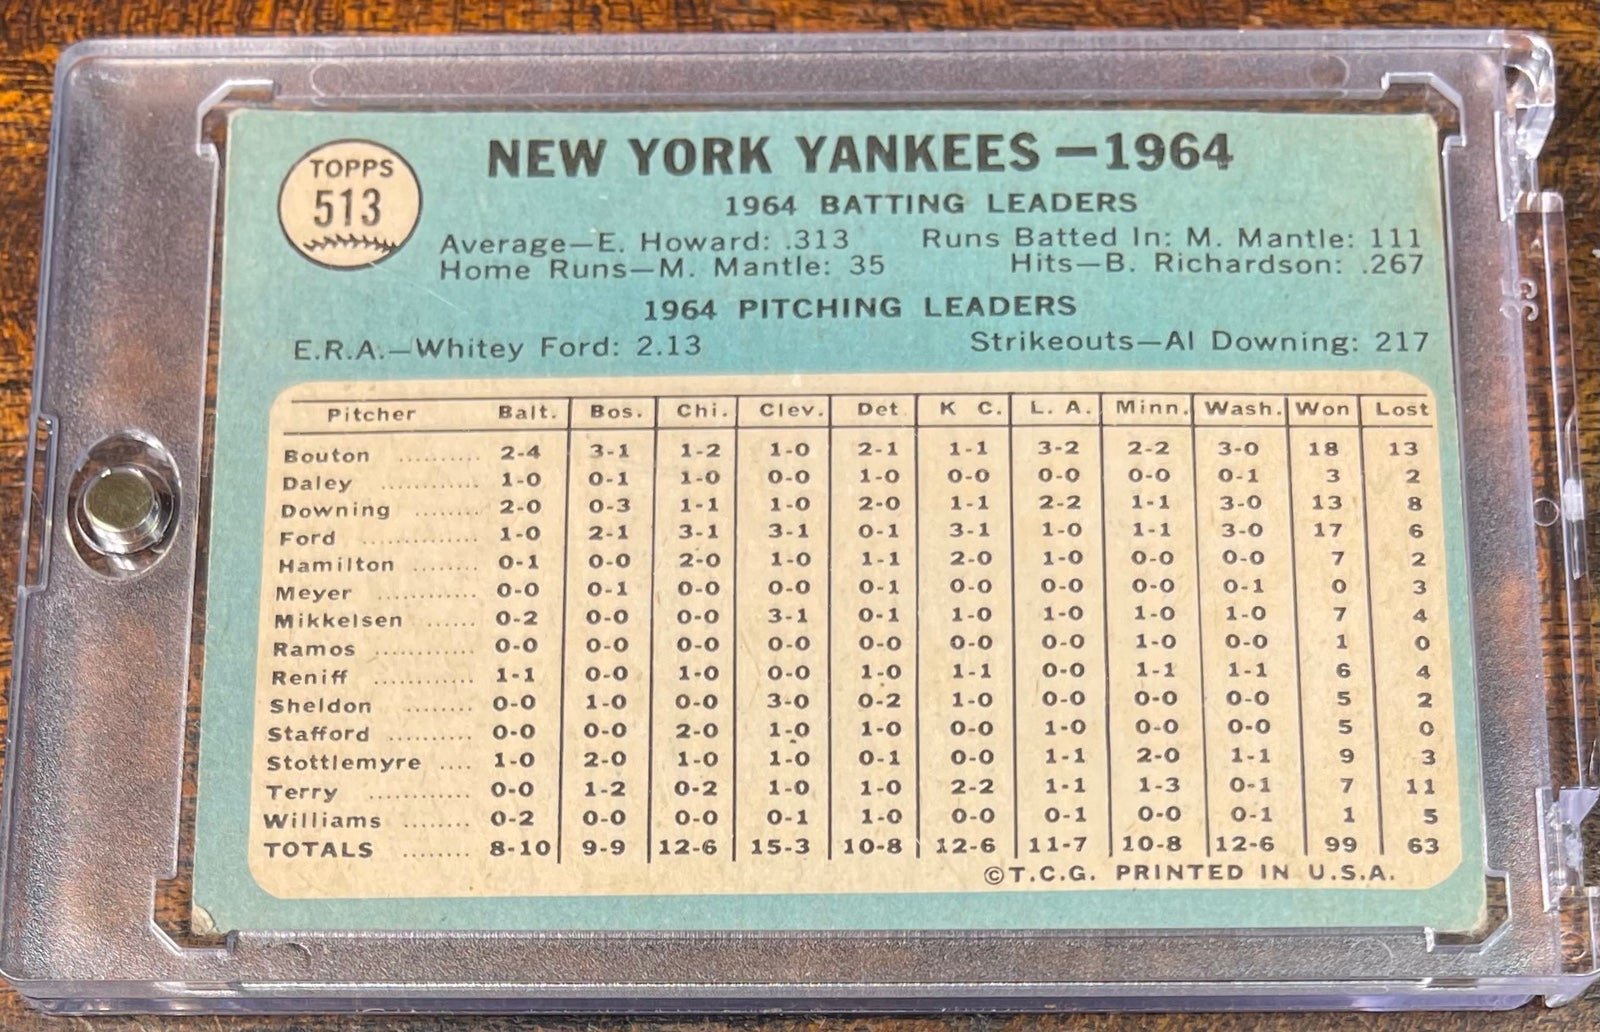 TOPPS
513
NEW YORK YANKEES—1964
1964 BATTING LEADERS
Average—E. Howard: .313 Runs Batted In: M. Mantle: 111
Home Runs—M. Mantle: 35 Hits—B. Richardson: .267
1964 PITCHING LEADERS
E.R.A.—Whitey Ford: 2.13 Strikeouts—Al Downing: 217
Pitcher Balt. Bos. Chi. Clev. Det K C. L. A. Minn. Wash. Won Lost
Bouton .......... 2-4 3-1 1-2 1-0 2-1 1-1 3-2 2-2 3-0 18 13
Daley ............ 1-0 0-1 1-0 0-0 1-0 0-0 0-0 0-0 0-1 3 2
Downing ........ 2-0 0-3 1-1 1-0 2-0 1-1 2-2 1-1 3-0 13 8
Ford .............. 1-0 2-1 3-1 3-1 0-1 3-1 1-0 1-1 3-0 17 6
Hamilton ........ 0-1 0-0 2-0 1-0 1-1 2-0 1-0 0-0 0-0 7 2
Meyer ............ 0-0 0-1 0-0 0-0 0-1 0-0 0-0 0-0 0-1 0 3
Mikkelsen ...... 0-2 0-0 0-0 3-1 0-1 1-0 1-0 1-0 1-0 7 4
Ramos ............ 0-0 0-0 0-0 0-0 0-0 0-0 0-0 1-0 0-0 1 0
Reniff ............ 1-1 0-0 1-0 0-0 1-0 1-1 0-0 1-1 1-1 6 4
Sheldon ........ 0-0 1-0 0-0 3-0 0-2 1-0 0-0 0-0 0-0 5 2
Stafford .......... 0-0 0-0 2-0 1-0 1-0 0-0 1-0 0-0 0-0 5 0
Stottlemyre .... 1-0 2-0 1-0 1-0 0-1 0-0 1-1 2-0 1-1 9 3
Terry ............ 0-0 1-2 0-2 1-0 1-0 2-2 1-1 1-3 0-1 7 11
Williams ........ 0-2 0-0 0-0 0-1 1-0 0-0 0-1 0-0 0-1 1 5
TOTALS ........ 8-10 9-9 12-6 15-3 10-8 12-6 11-7 10-8 12-6 99 63
©T.C.G. PRINTED IN U.S.A.